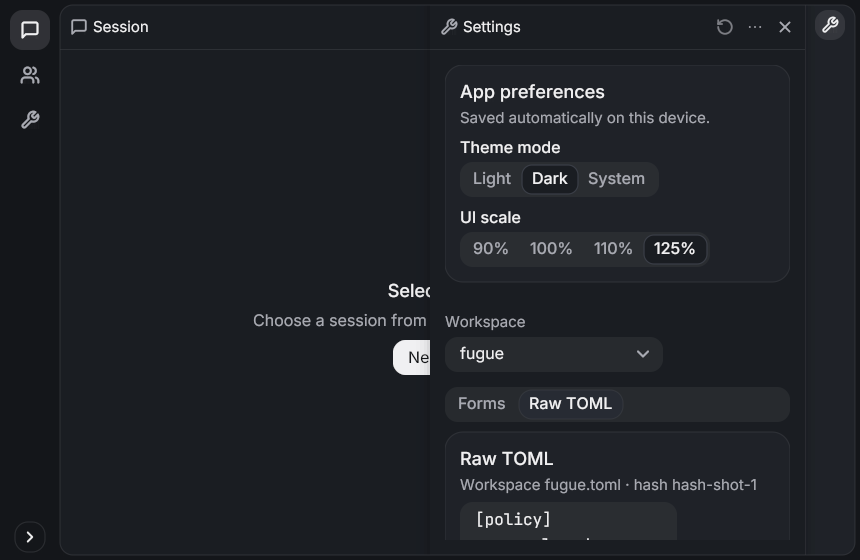 Session
Settings
App preferences
Saved automatically on this device.
Theme mode
Light Dark System
UI scale
90% 100% 110% 125%
Choose a session from
Workspace
fugue
Forms Raw TOML
Raw TOML
Workspace fugue.toml · hash hash-shot-1
[policy]